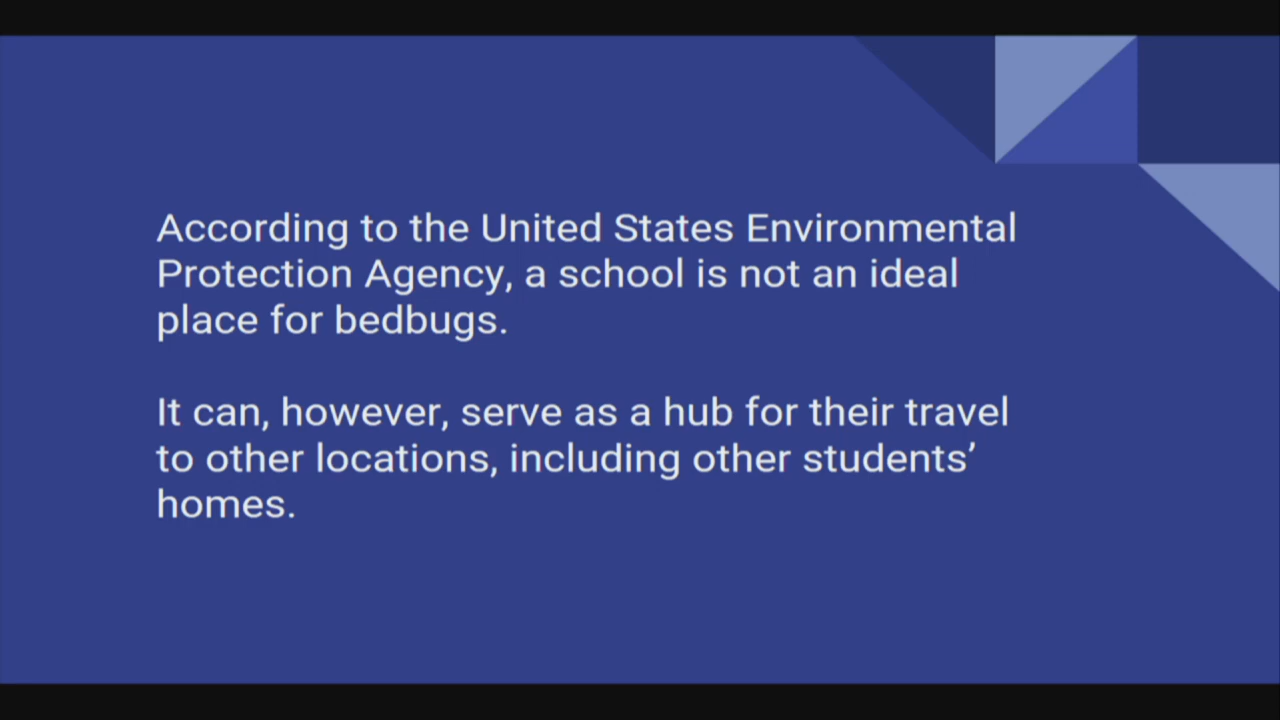 According to the United States Environmental
Protection Agency, a school is not an ideal
place for bedbugs.
It can, however, serve as a hub for their travel
to other locations, including other students’
homes.